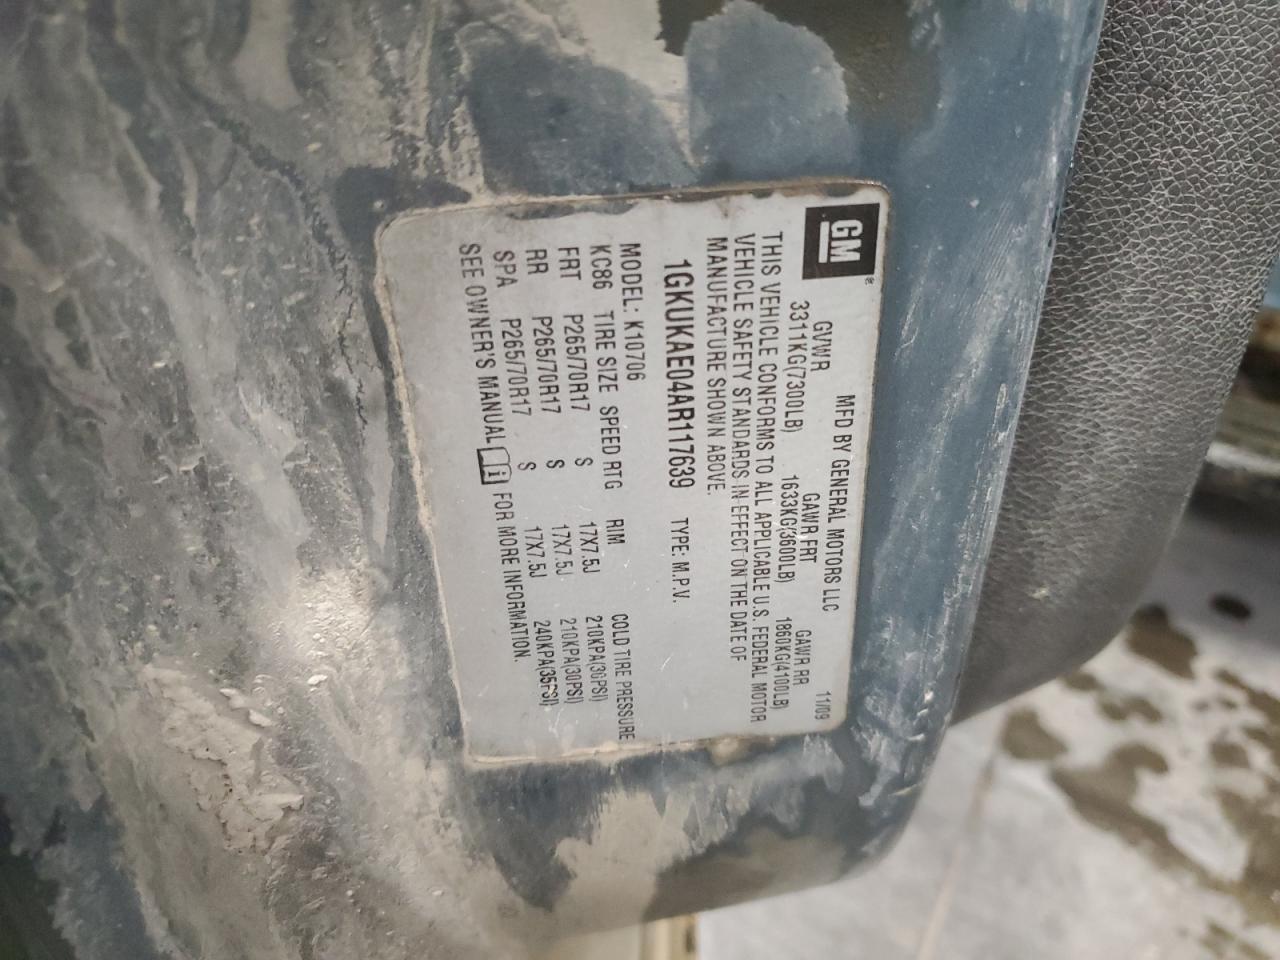 GM®
MFD BY GENERAL MOTORS LLC 11/09
GVWR GAWR FRT GAWR RR
3311KG(7300LB) 1633KG(3600LB) 1860KG(4100LB)
THIS VEHICLE CONFORMS TO ALL APPLICABLE U.S. FEDERAL MOTOR
VEHICLE SAFETY STANDARDS IN EFFECT ON THE DATE OF
MANUFACTURE SHOWN ABOVE.
1GKUKAE04AR117639 TYPE: M.P.V.
MODEL: K10706
KC86 TIRE SIZE SPEED RTG RIM COLD TIRE PRESSURE
FRT P265/70R17 S 17X7.5J 210KPA(30PSI)
RR P265/70R17 S 17X7.5J 210KPA(30PSI)
SPA P265/70R17 S 17X7.5J 240KPA(35PSI)
SEE OWNER'S MANUAL i FOR MORE INFORMATION.